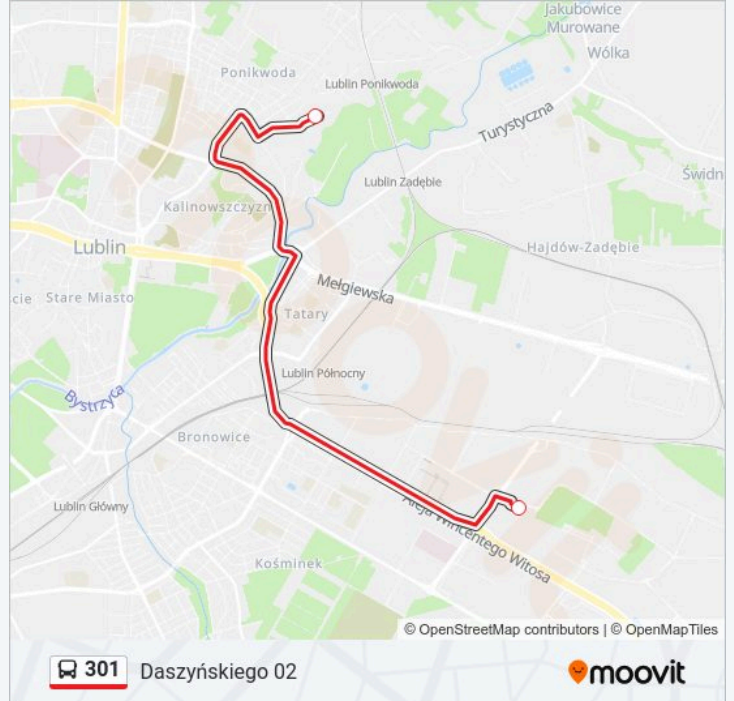 Jakubowice
Murowane
Wólka
Ponikwoda
Lublin Ponikwoda
Turystyczna
Świdn
Lublin Zadębie
Kalinowszczyzn
Lublin
Hajdów-Zadębie
Mełgiewska
ście Stare Miasto
Tatary
Lublin Północny
Bystrzyca
Bronowice
Lublin Główny
Aleja Wincentego Witosa
Kośminek
© OpenStreetMap contributors | © OpenMapTiles
301 Daszyńskiego 02
moovit